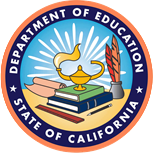 DEPARTMENT OF EDUCATION
STATE OF CALIFORNIA